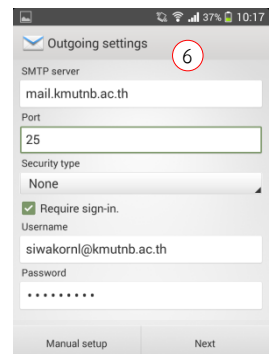 37% 10:17
Outgoing settings
6
SMTP server
mail.kmutnb.ac.th
Port
25
Security type
None
Require sign-in.
Username
siwakornl@kmutnb.ac.th
Password
•••••••••
Manual setup Next